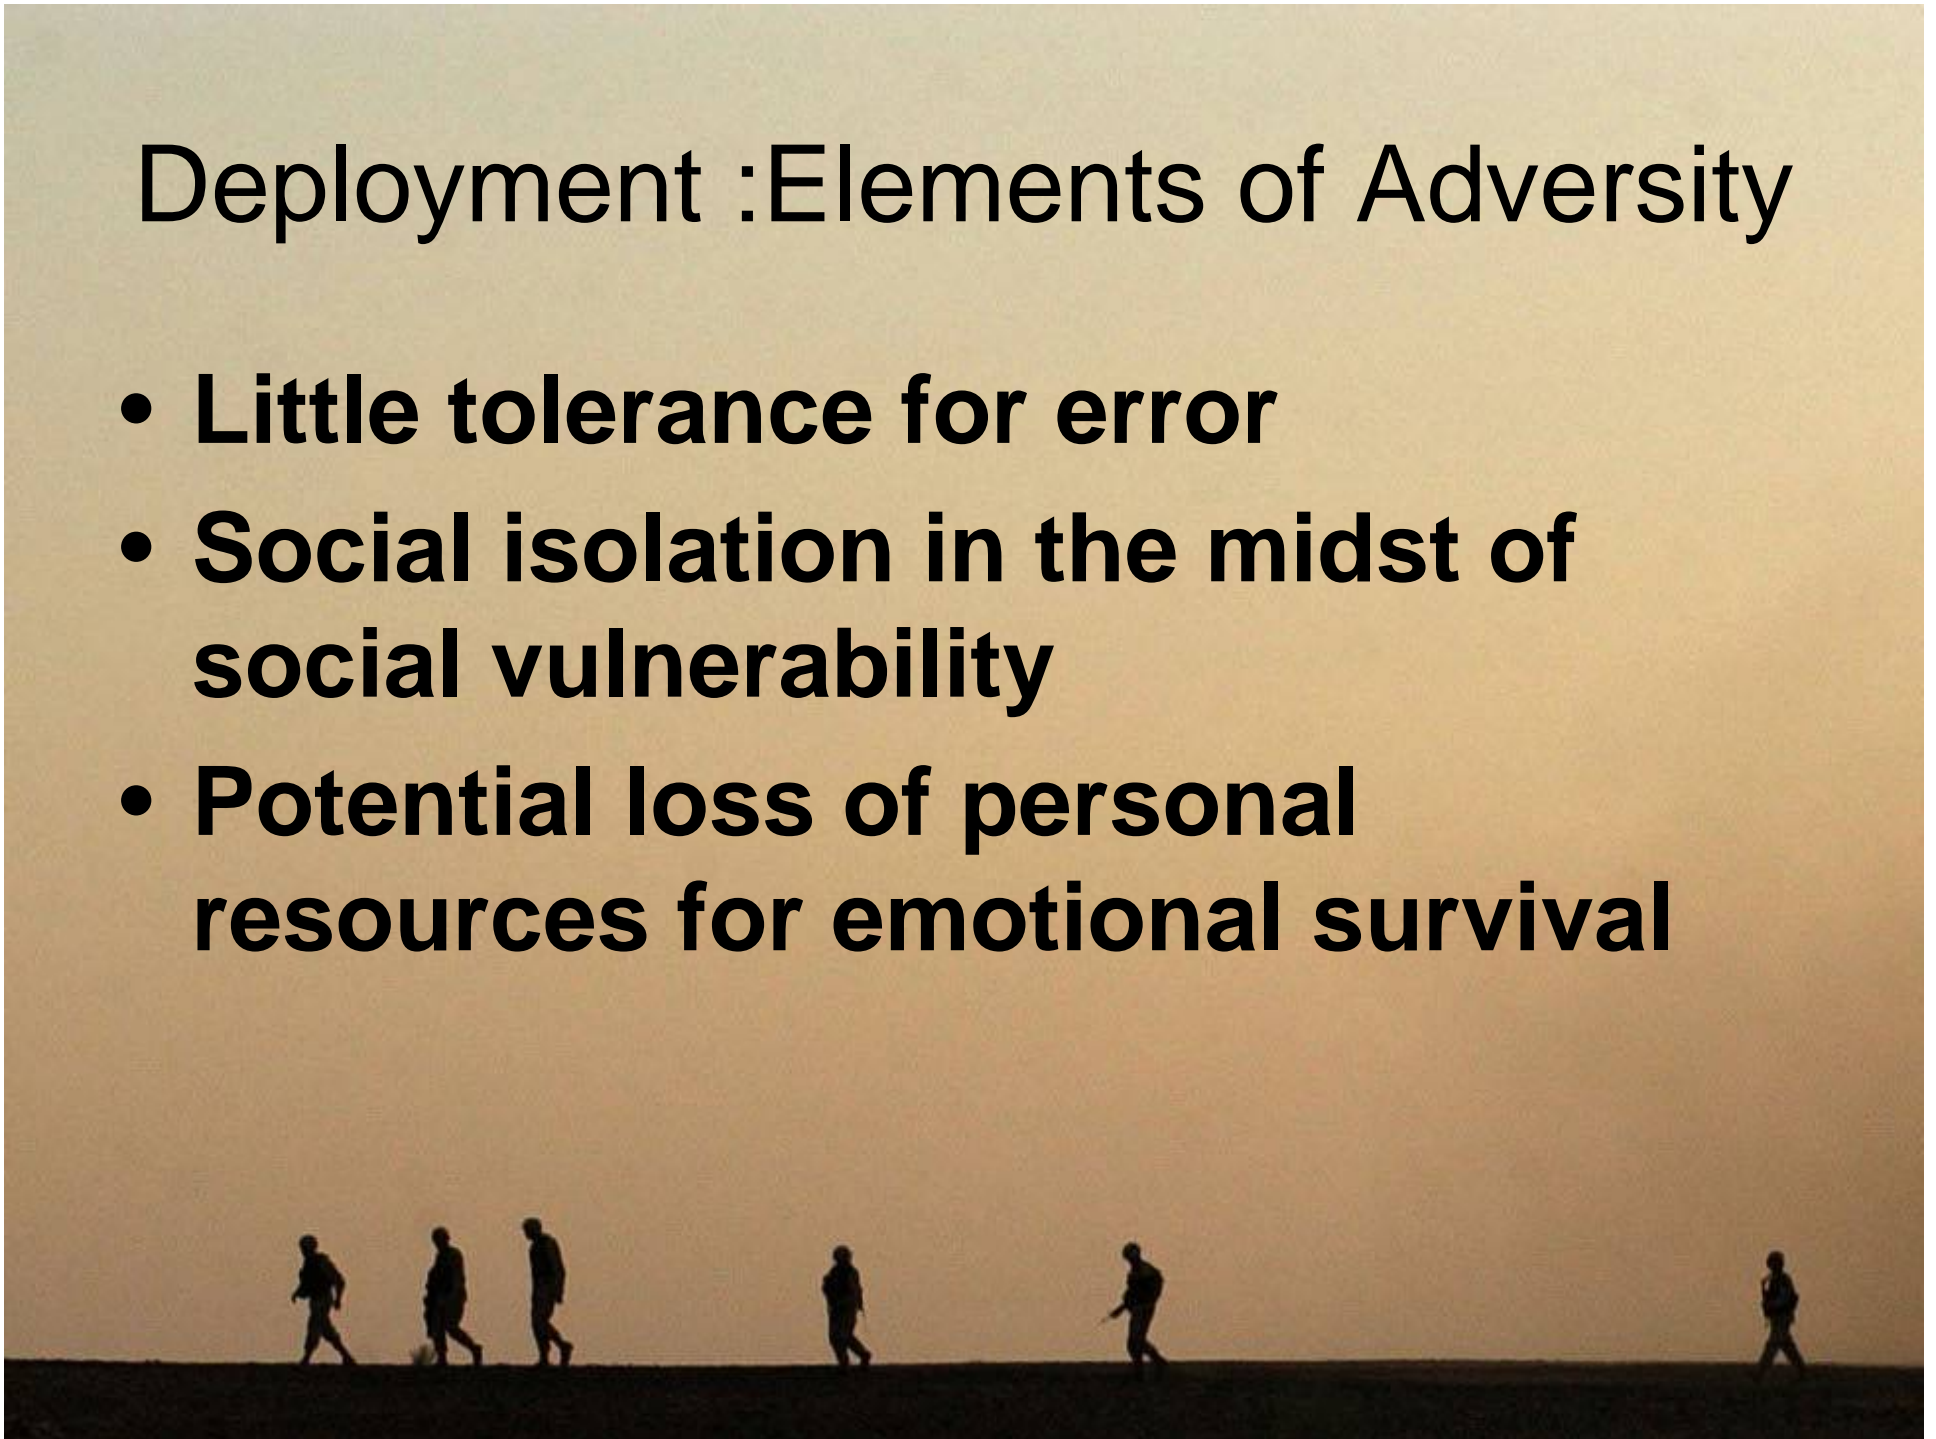 Deployment :Elements of Adversity
• Little tolerance for error
• Social isolation in the midst of
social vulnerability
• Potential loss of personal
resources for emotional survival